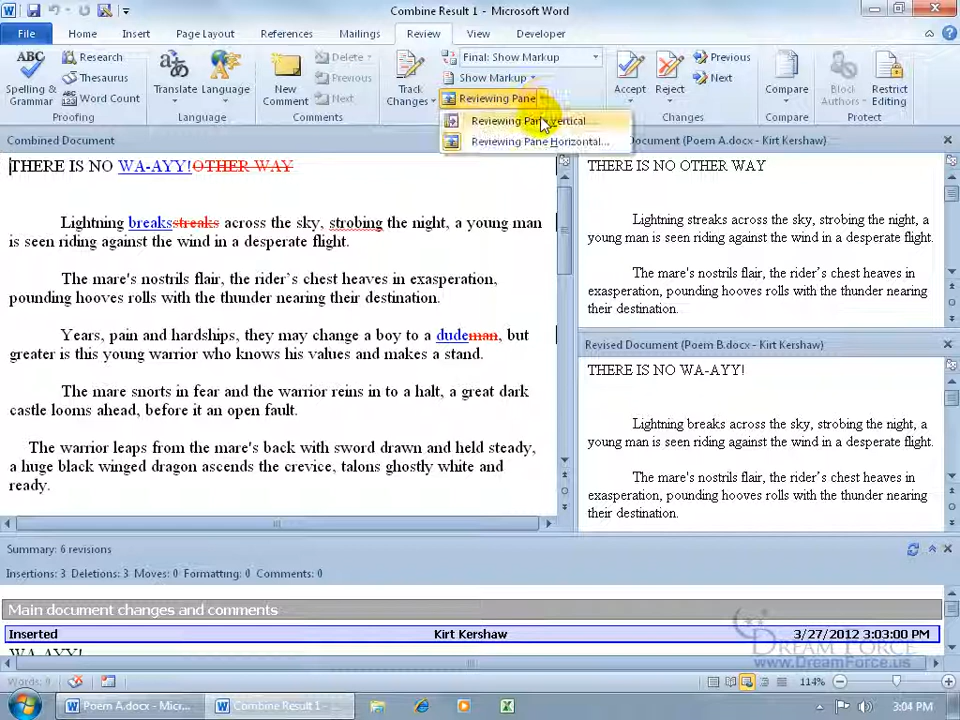 Combine Result 1 - Microsoft Word
File Home Insert Page Layout References Mailings Review View Developer
ABC Research Delete Final: Show Markup Previous
Thesaurus Previous Show Markup Next
Spelling & Grammar Word Count Translate Language New Comment Next Track Changes Reviewing Pane Accept Reject Compare Block Authors Restrict Editing
Proofing Language Comments Changes Compare Protect
Reviewing Pane Vertical...
Reviewing Pane Horizontal...
Combined Document
THERE IS NO WA-AYY!OTHER WAY
Lightning breaksstreaks across the sky, strobing the night, a young man
is seen riding against the wind in a desperate flight.
The mare's nostrils flair, the rider's chest heaves in exasperation,
pounding hooves rolls with the thunder nearing their destination.
Years, pain and hardships, they may change a boy to a dudeman, but
greater is this young warrior who knows his values and makes a stand.
The mare snorts in fear and the warrior reins in to a halt, a great dark
castle looms ahead, before it an open fault.
The warrior leaps from the mare's back with sword drawn and held steady,
a huge black winged dragon ascends the crevice, talons ghostly white and
ready.
Document (Poem A.docx - Kirt Kershaw)
THERE IS NO OTHER WAY
Lightning streaks across the sky, strobing the night, a
young man is seen riding against the wind in a desperate flight.
The mare's nostrils flair, the rider's chest heaves in
exasperation, pounding hooves rolls with the thunder nearing
their destination.
Revised Document (Poem B.docx - Kirt Kershaw)
THERE IS NO WA-AYY!
Lightning breaks across the sky, strobing the night, a
young man is seen riding against the wind in a desperate flight.
The mare's nostrils flair, the rider's chest heaves in
exasperation, pounding hooves rolls with the thunder nearing
their destination.
Summary: 6 revisions
Insertions: 3 Deletions: 3 Moves: 0 Formatting: 0 Comments: 0
Main document changes and comments
Inserted Kirt Kershaw 3/27/2012 3:03:00 PM
WA-AYY!
DREAM FORCE
www.DreamForce.us
Words: 0 114%
Poem A.docx - Micr... Combine Result 1 - ... 3:04 PM